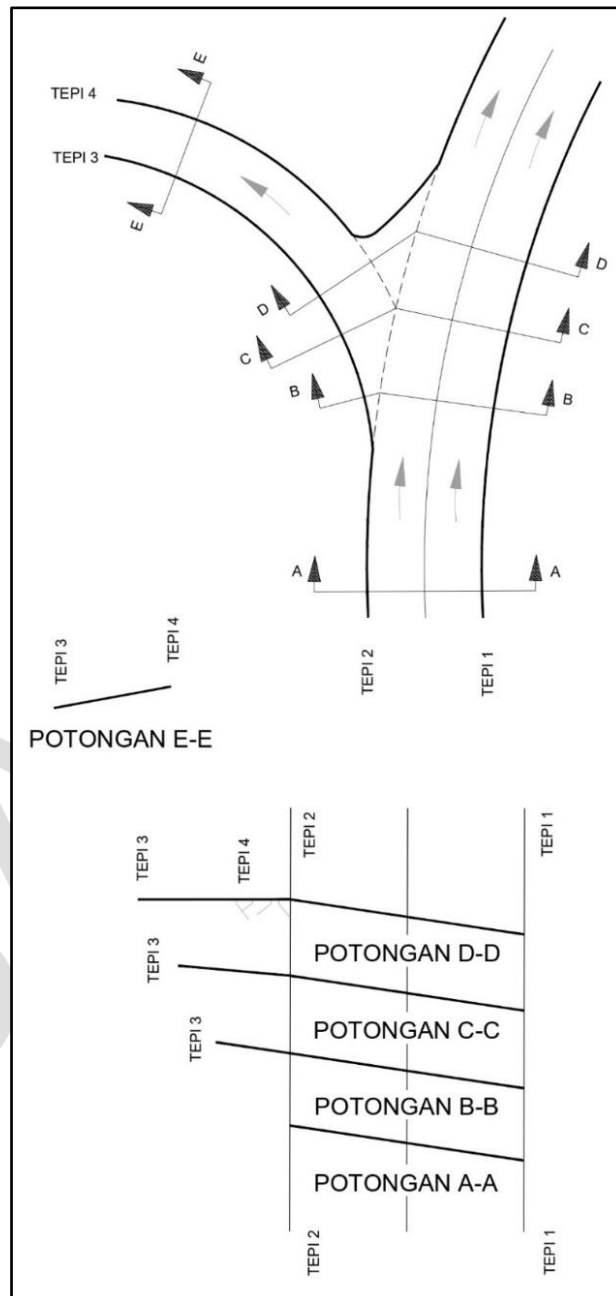 E
TEPI 4
TEPI 3
E
D
D
C
C
B
B
A
A
TEPI 2
TEPI 1
TEPI 3
TEPI 4
POTONGAN E-E
TEPI 3
TEPI 4
TEPI 2
TEPI 1
POTONGAN D-D
TEPI 3
POTONGAN C-C
TEPI 3
POTONGAN B-B
POTONGAN A-A
TEPI 2
TEPI 1